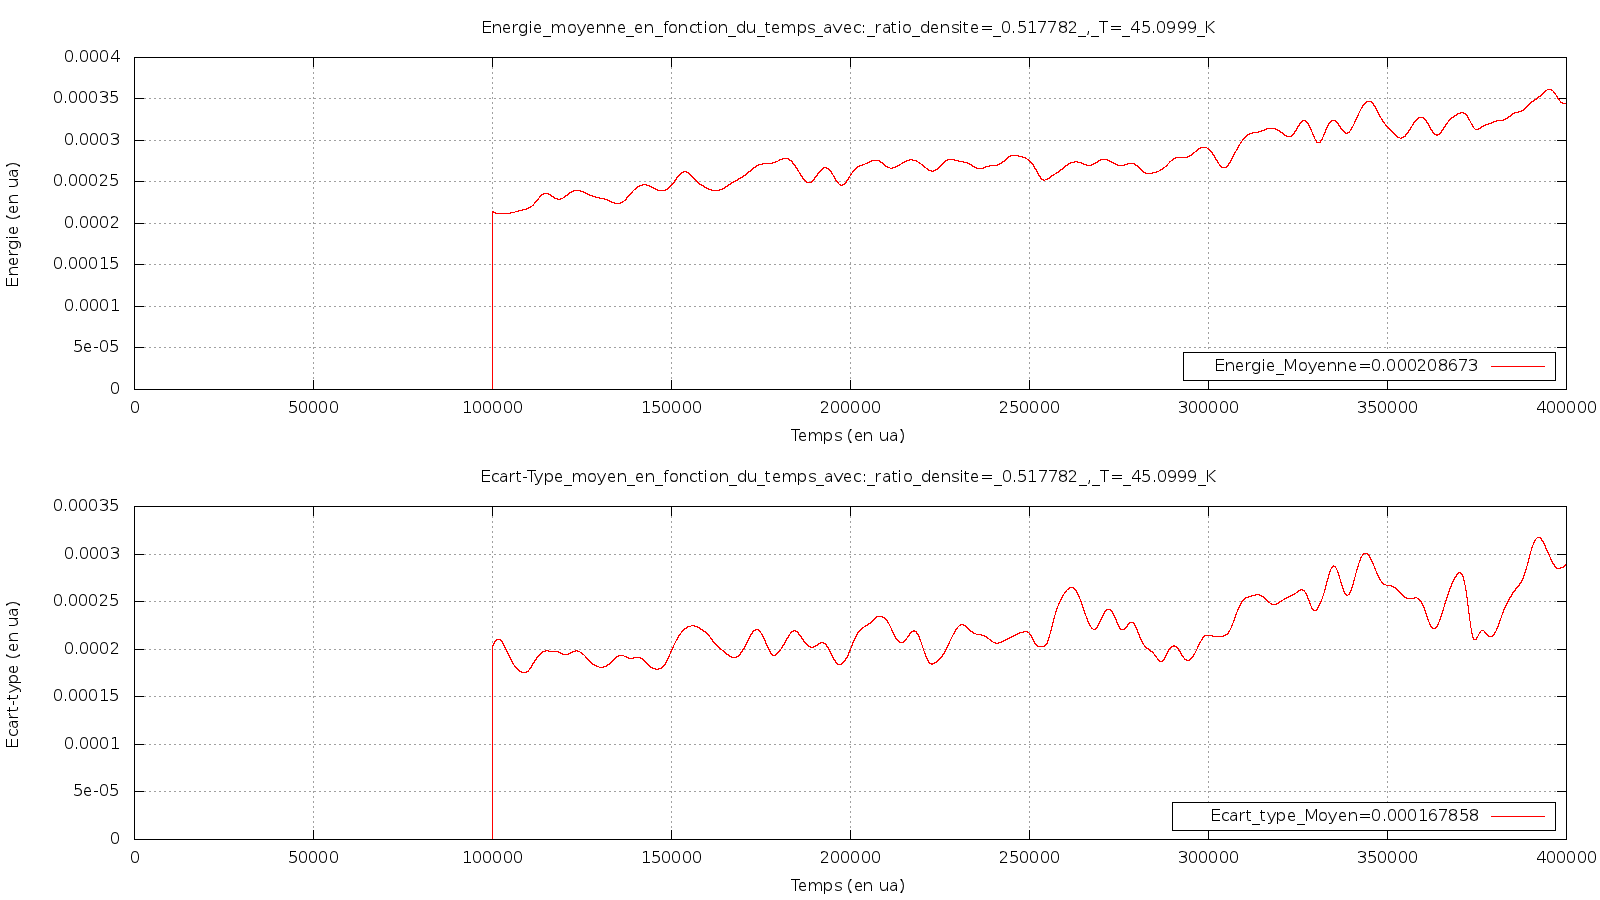 Energie_moyenne_en_fonction_du_temps_avec:_ratio_densite=_0.517782_,_T=_45.0999_K
0.0004
0.00035
0.0003
0.00025
0.0002
0.00015
0.0001
5e-05
0
Energie (en ua)
Energie_Moyenne=0.000208673
0 50000 100000 150000 200000 250000 300000 350000 400000
Temps (en ua)
Ecart-Type_moyen_en_fonction_du_temps_avec:_ratio_densite=_0.517782_,_T=_45.0999_K
0.00035
0.0003
0.00025
0.0002
0.00015
0.0001
5e-05
0
Ecart-type (en ua)
Ecart_type_Moyen=0.000167858
0 50000 100000 150000 200000 250000 300000 350000 400000
Temps (en ua)